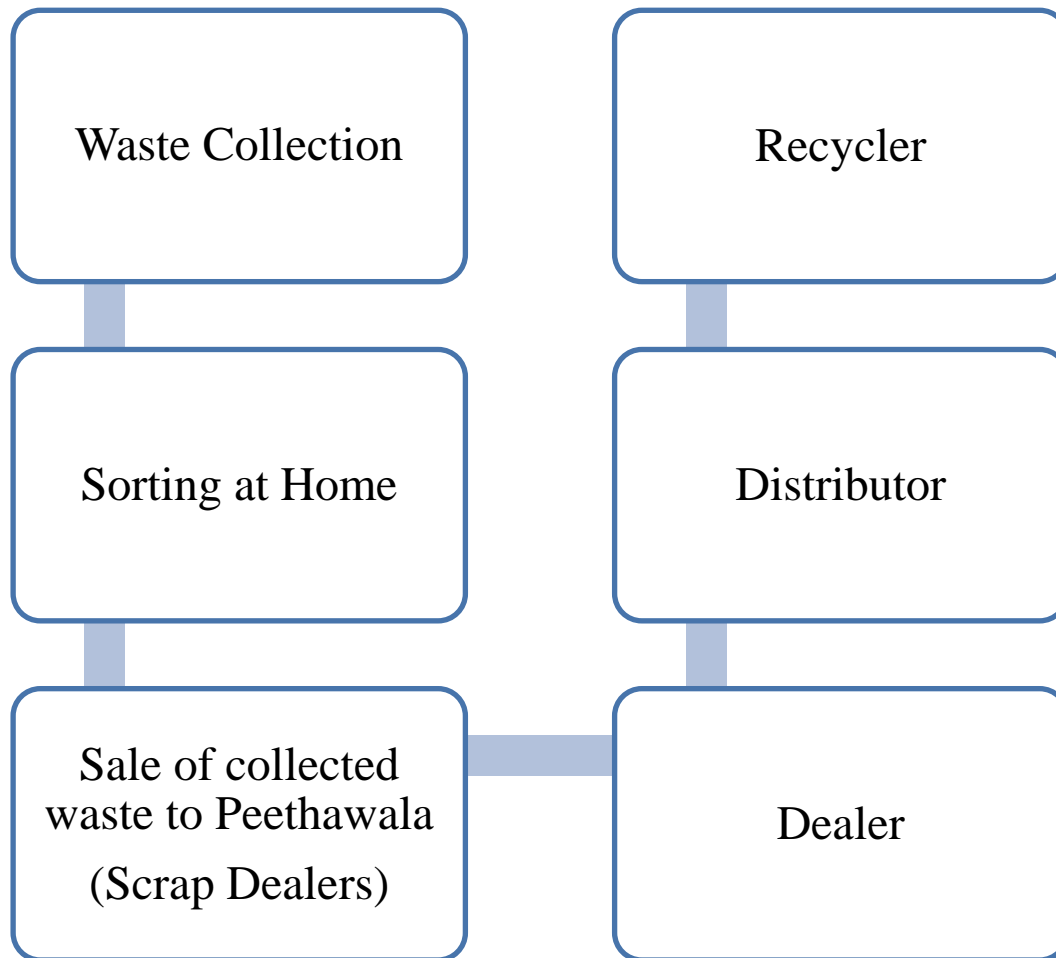 Waste Collection
Sorting at Home
Sale of collected
waste to Peethawala
(Scrap Dealers)
Dealer
Distributor
Recycler